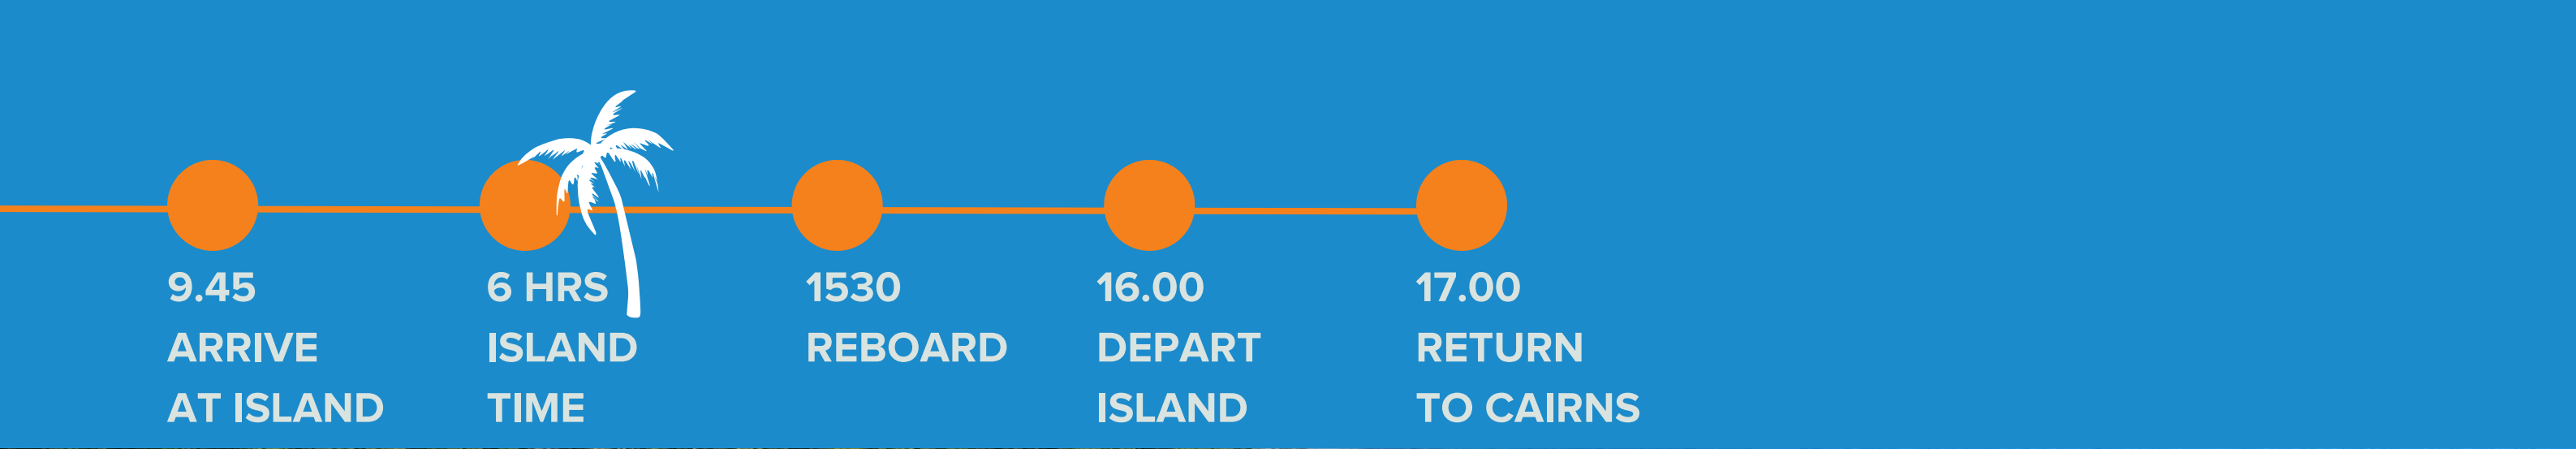 9.45
ARRIVE
AT ISLAND
6 HRS
ISLAND
TIME
1530
REBOARD
16.00
DEPART
ISLAND
17.00
RETURN
TO CAIRNS